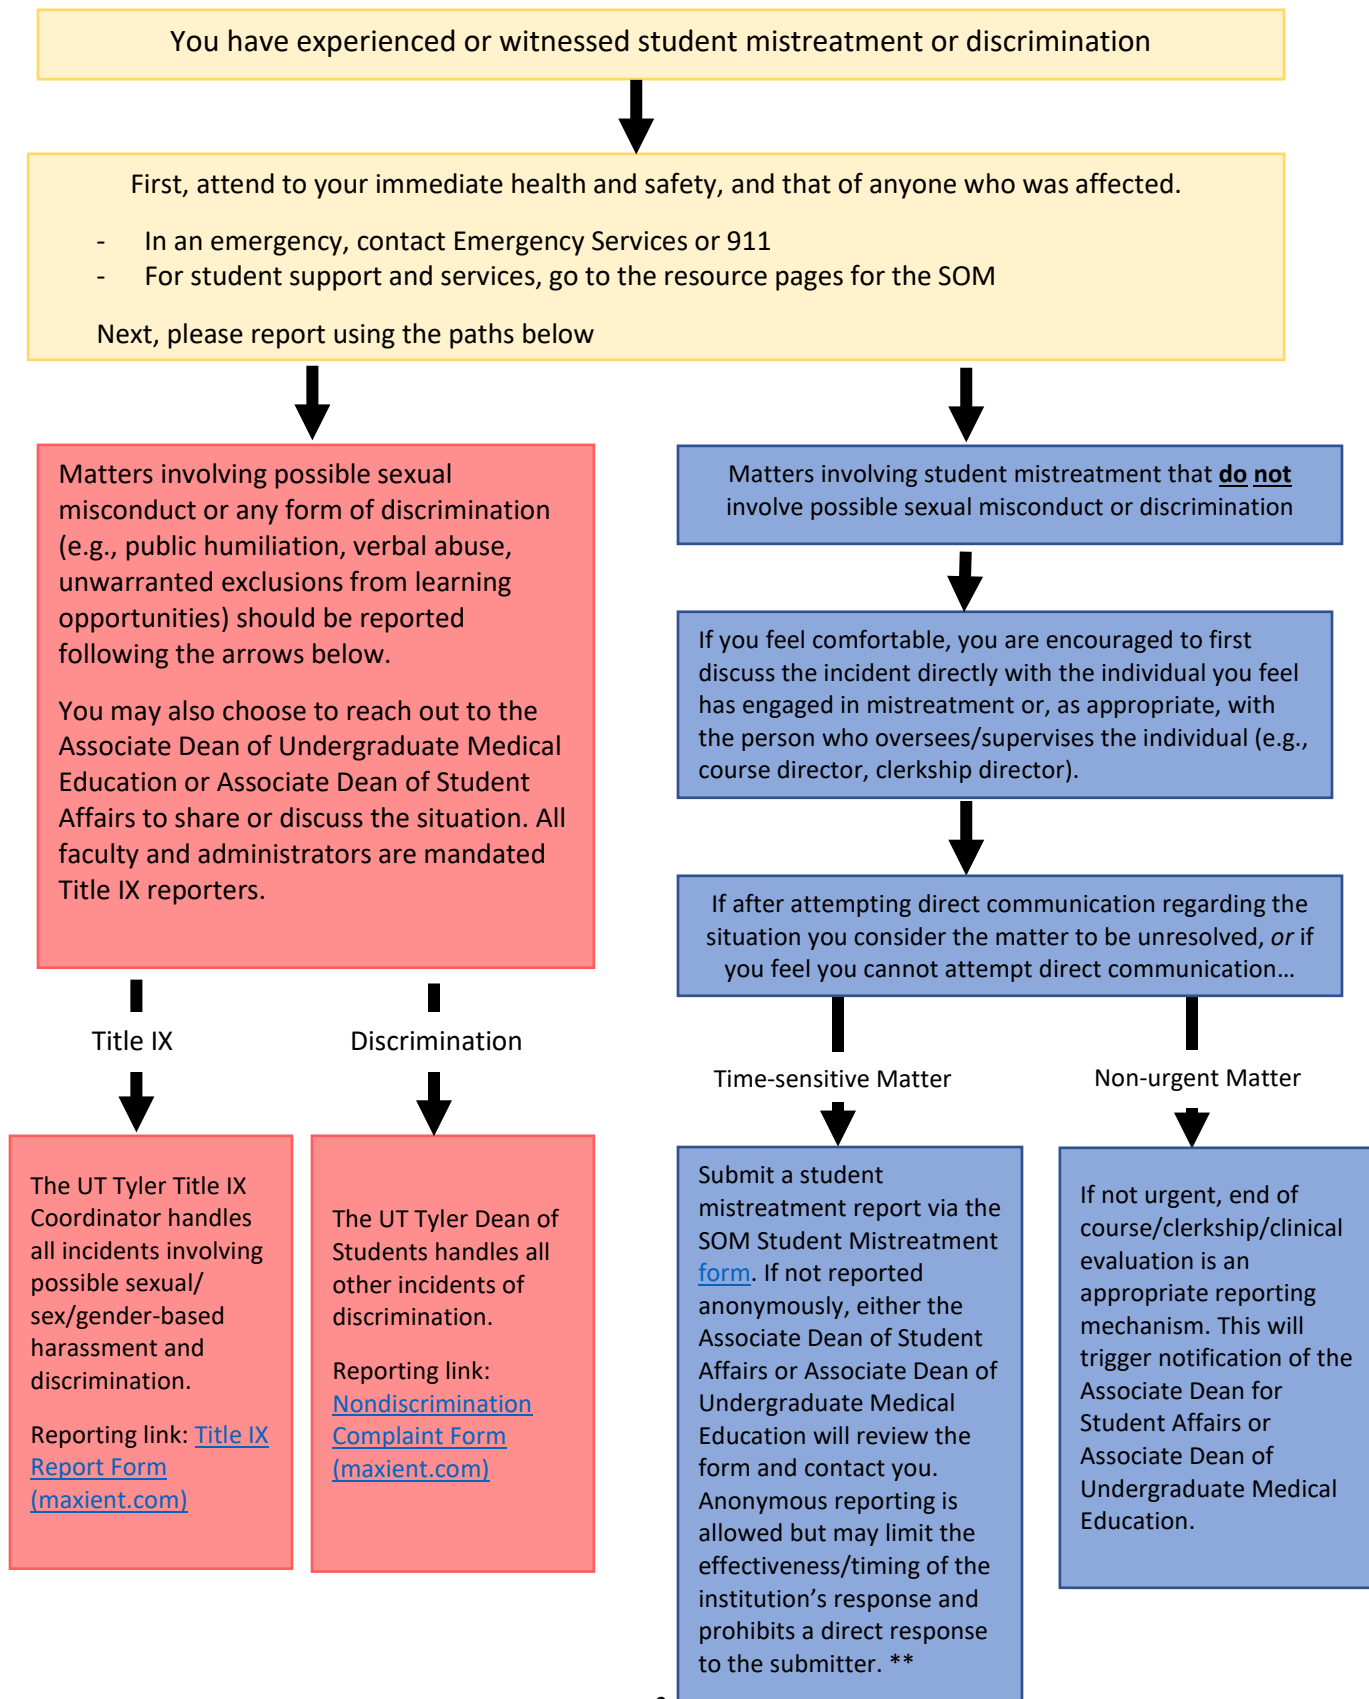 You have experienced or witnessed student mistreatment or discrimination
First, attend to your immediate health and safety, and that of anyone who was affected.
- In an emergency, contact Emergency Services or 911
- For student support and services, go to the resource pages for the SOM
Next, please report using the paths below
Matters involving possible sexual
misconduct or any form of discrimination
(e.g., public humiliation, verbal abuse,
unwarranted exclusions from learning
opportunities) should be reported
following the arrows below.
You may also choose to reach out to the
Associate Dean of Undergraduate Medical
Education or Associate Dean of Student
Affairs to share or discuss the situation. All
faculty and administrators are mandated
Title IX reporters.
Title IX
Discrimination
The UT Tyler Title IX
Coordinator handles
all incidents involving
possible sexual/
sex/gender-based
harassment and
discrimination.
Reporting link: Title IX
Report Form
(maxient.com)
The UT Tyler Dean of
Students handles all
other incidents of
discrimination.
Reporting link:
Nondiscrimination
Complaint Form
(maxient.com)
Matters involving student mistreatment that do not
involve possible sexual misconduct or discrimination
If you feel comfortable, you are encouraged to first
discuss the incident directly with the individual you feel
has engaged in mistreatment or, as appropriate, with
the person who oversees/supervises the individual (e.g.,
course director, clerkship director).
If after attempting direct communication regarding the
situation you consider the matter to be unresolved, or if
you feel you cannot attempt direct communication…
Time-sensitive Matter
Non-urgent Matter
Submit a student
mistreatment report via the
SOM Student Mistreatment
form. If not reported
anonymously, either the
Associate Dean of Student
Affairs or Associate Dean of
Undergraduate Medical
Education will review the
form and contact you.
Anonymous reporting is
allowed but may limit the
effectiveness/timing of the
institution's response and
prohibits a direct response
to the submitter. **
If not urgent, end of
course/clerkship/clinical
evaluation is an
appropriate reporting
mechanism. This will
trigger notification of the
Associate Dean for
Student Affairs or
Associate Dean of
Undergraduate Medical
Education.